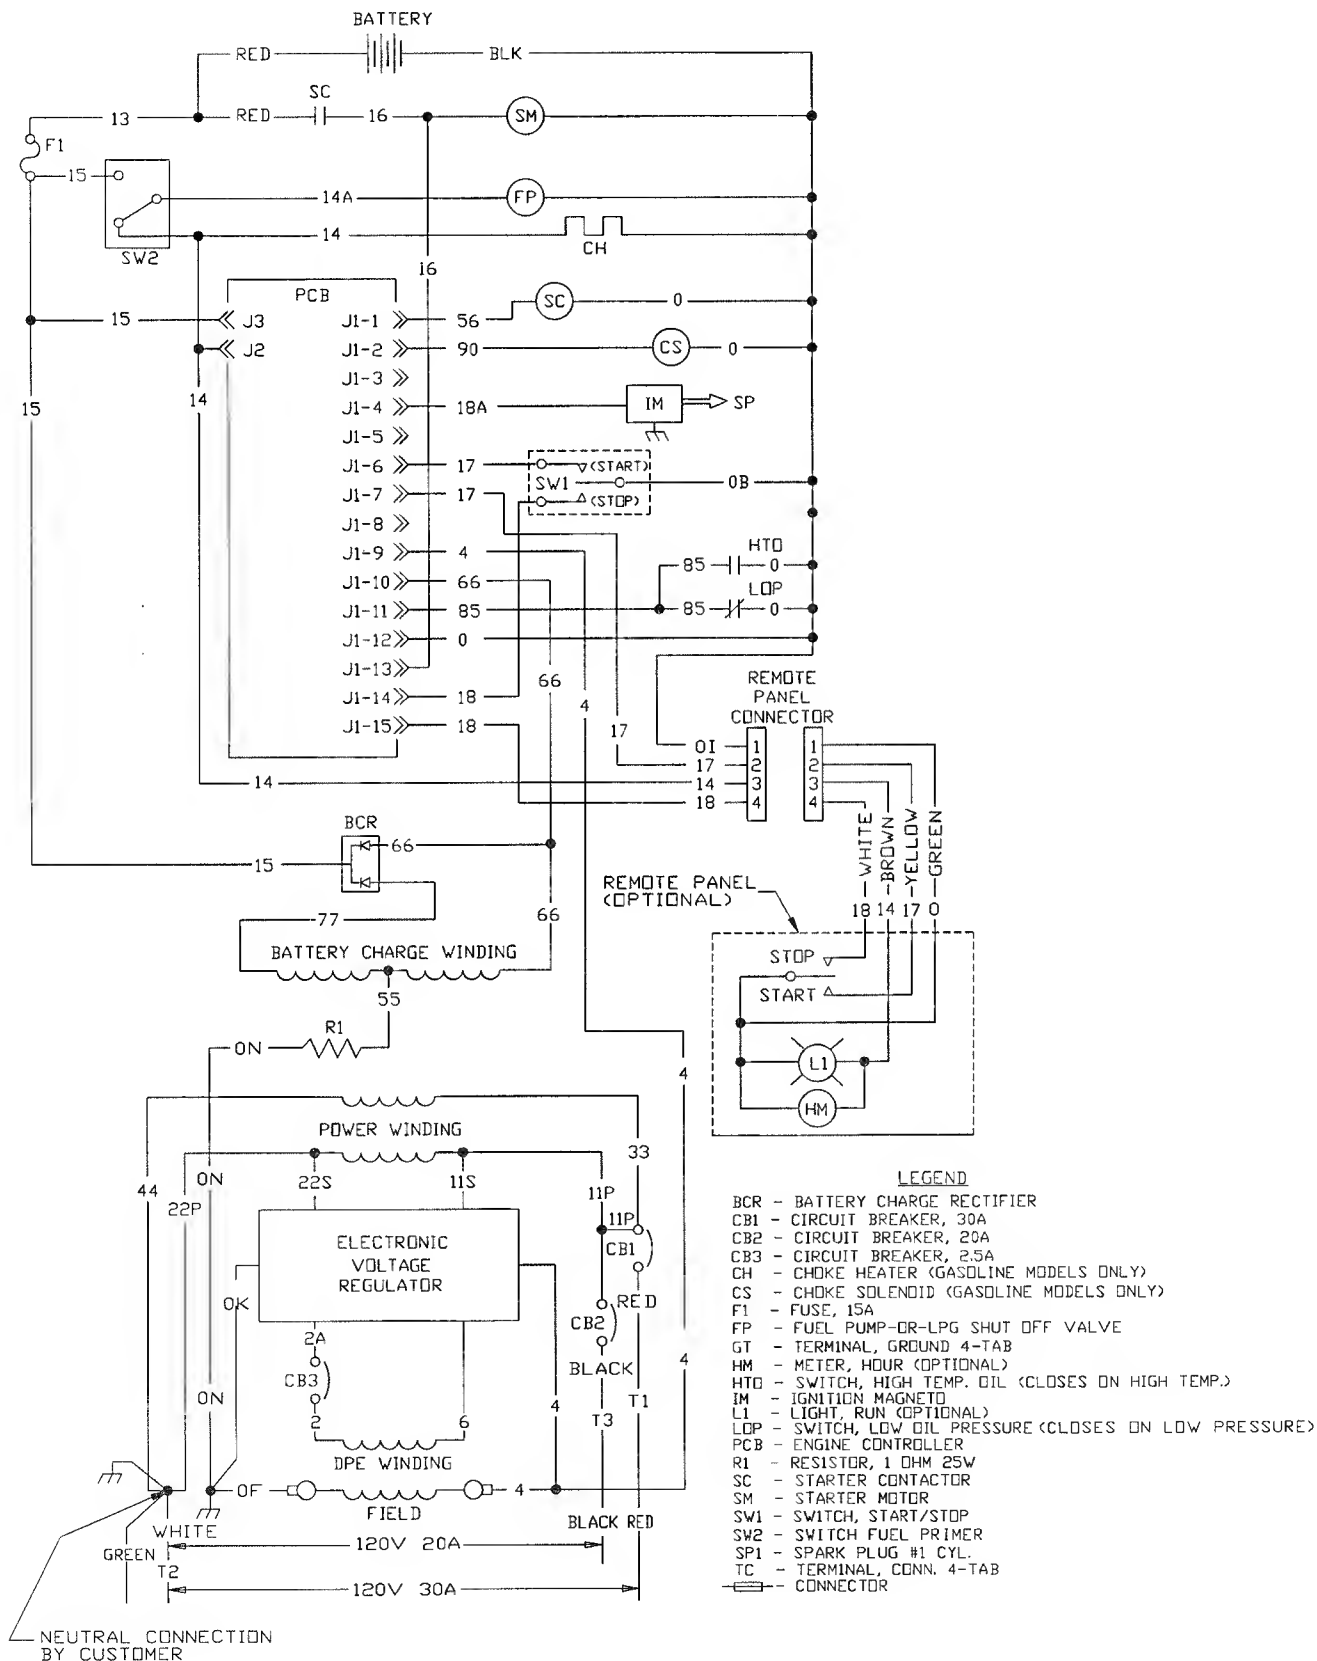 BATTERY
RED
BLK
SC
13
RED
16
SM
F1
15
14A
FP
14
CH
SW2
16
PCB
SC
0
15
J3
J1-1
56
J2
J1-2
90
CS
0
J1-3
15
14
J1-4
18A
IM
SP
J1-5
J1-6
17
(START)
SW1
0B
J1-7
17
(STOP)
J1-8
HTO
J1-9
4
85
0
J1-10
66
LOP
J1-11
85
85
0
J1-12
0
J1-13
66
REMOTE
PANEL
CONNECTOR
J1-14
18
4
J1-15
18
17
OI
1
1
17
2
2
14
14
3
3
18
4
4
BCR
66
15
WHITE
BROWN
YELLOW
GREEN
REMOTE PANEL
(OPTIONAL)
18
14
17
0
77
66
BATTERY CHARGE WINDING
STOP
START
55
R1
ON
L1
4
HM
POWER WINDING
33
44
ON
22S
11S
22P
11P
11P
ELECTRONIC
VOLTAGE
REGULATOR
CB1
OK
RED
2A
CB2
CB3
BLACK
4
ON
2
6
4
T3
T1
DPE WINDING
OF
4
FIELD
WHITE
BLACK
RED
GREEN
120V 20A
T2
120V 30A
NEUTRAL CONNECTION
BY CUSTOMER
LEGEND
BCR - BATTERY CHARGE RECTIFIER
CB1 - CIRCUIT BREAKER, 30A
CB2 - CIRCUIT BREAKER, 20A
CB3 - CIRCUIT BREAKER, 2.5A
CH - CHOKE HEATER (GASOLINE MODELS ONLY)
CS - CHOKE SOLENOID (GASOLINE MODELS ONLY)
F1 - FUSE, 15A
FP - FUEL PUMP-OR-LPG SHUT OFF VALVE
GT - TERMINAL, GROUND 4-TAB
HM - METER, HOUR (OPTIONAL)
HTO - SWITCH, HIGH TEMP. OIL (CLOSES ON HIGH TEMP.)
IM - IGNITION MAGNETO
L1 - LIGHT, RUN (OPTIONAL)
LOP - SWITCH, LOW OIL PRESSURE (CLOSES ON LOW PRESSURE)
PCB - ENGINE CONTROLLER
R1 - RESISTOR, 1 OHM 25W
SC - STARTER CONTACTOR
SM - STARTER MOTOR
SW1 - SWITCH, START/STOP
SW2 - SWITCH FUEL PRIMER
SP1 - SPARK PLUG #1 CYL.
TC - TERMINAL, CONN. 4-TAB
- CONNECTOR